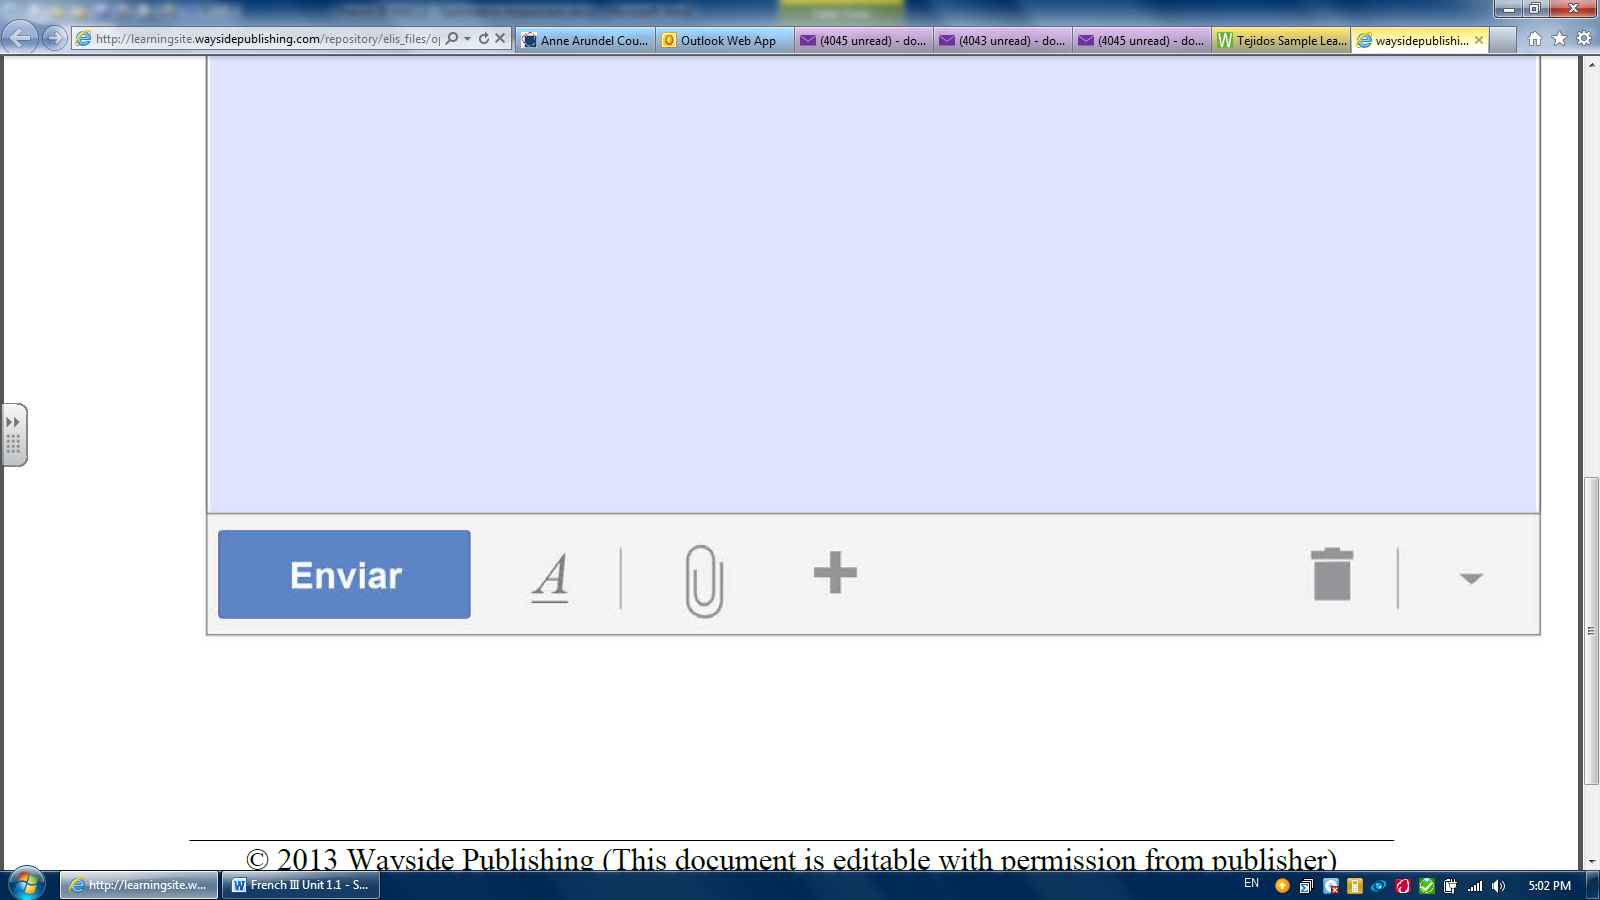 http://learningsite.waysidepublishing.com/repository/elis_files/o
Anne Arundel Cou...
Outlook Web App
(4045 unread) - do...
(4043 unread) - do...
(4045 unread) - do...
Tejidos Sample Lea...
waysidepublishi...
Enviar
A
© 2013 Wayside Publishing (This document is editable with permission from publisher)
http://learningsite.w...
French III Unit 1.1 - S...
EN
5:02 PM